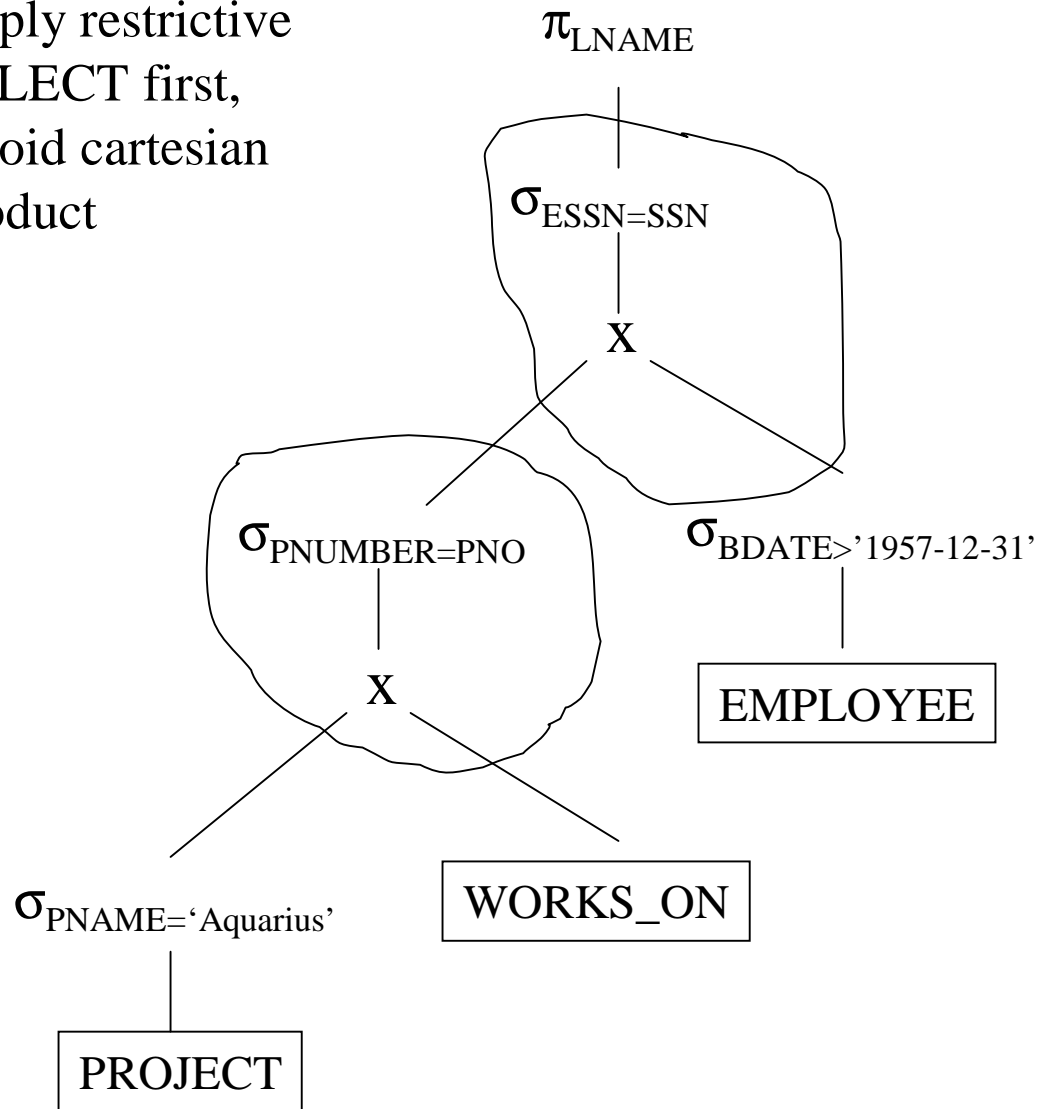 ply restrictive
LECT first,
oid cartesian
oduct
πLNAME
σESSN=SSN
X
σPNUMBER=PNO
σBDATE>’1957-12-31’
X
EMPLOYEE
WORKS_ON
σPNAME=‘Aquarius’
PROJECT